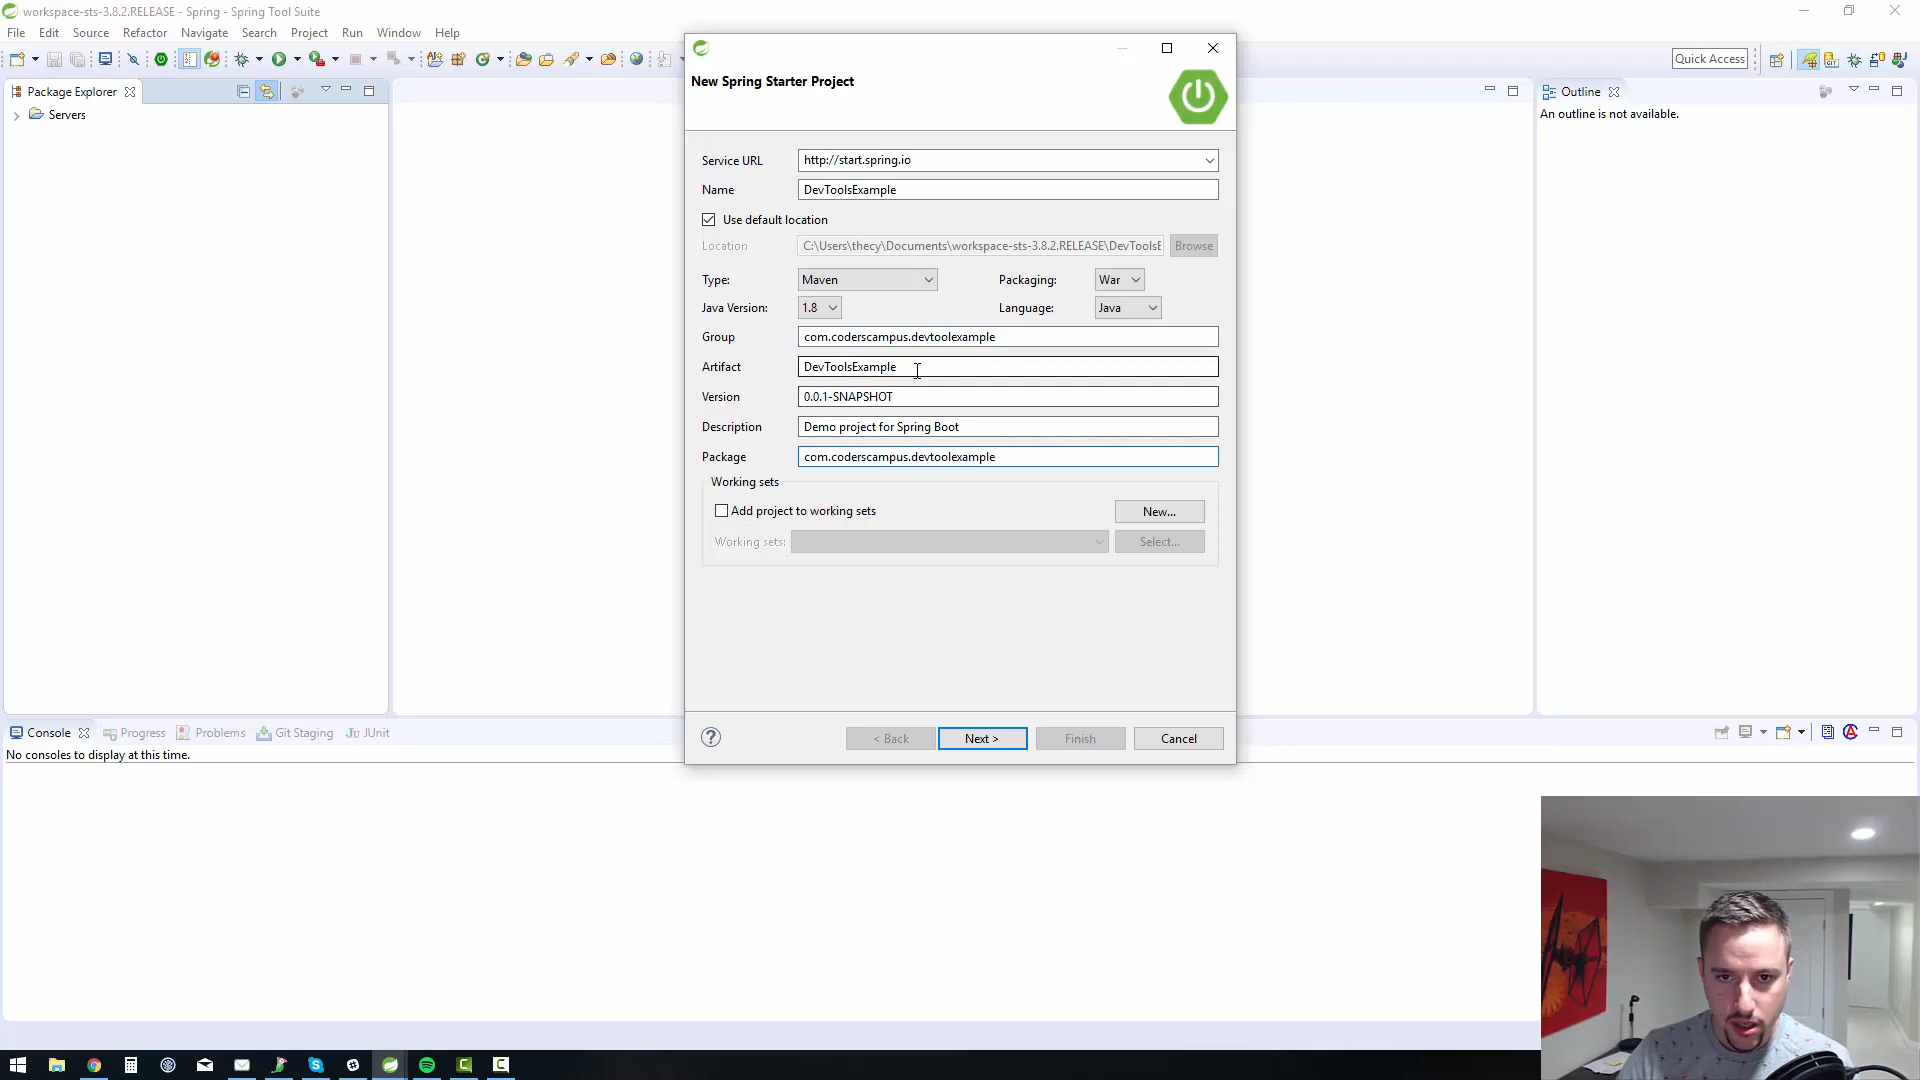 workspace-sts-3.8.2.RELEASE - Spring - Spring Tool Suite
File Edit Source Refactor Navigate Search Project Run Window Help
Quick Access
Package Explorer
Servers
Outline
An outline is not available.
New Spring Starter Project
Service URL http://start.spring.io
Name DevToolsExample
Use default location
Location C:\Users\thecy\Documents\workspace-sts-3.8.2.RELEASE\DevToolsE Browse
Type: Maven Packaging: War
Java Version: 1.8 Language: Java
Group com.coderscampus.devtoolexample
Artifact DevToolsExample
Version 0.0.1-SNAPSHOT
Description Demo project for Spring Boot
Package com.coderscampus.devtoolexample
Working sets
Add project to working sets New...
Working sets: Select...
< Back Next > Finish Cancel
Console Progress Problems Git Staging JUnit
No consoles to display at this time.